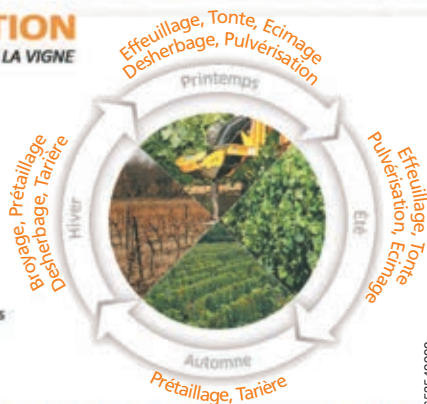 TION
LA VIGNE
Effeuillage, Tonte, Ecimage
Desherbage, Pulvérisation
Printemps
Effeuillage, Tonte
Pulvérisation, Ecimage
Été
Automne
Prétaillage, Tarière
Hiver
Broyage, Prétaillage
Desherbage, Tarière
s